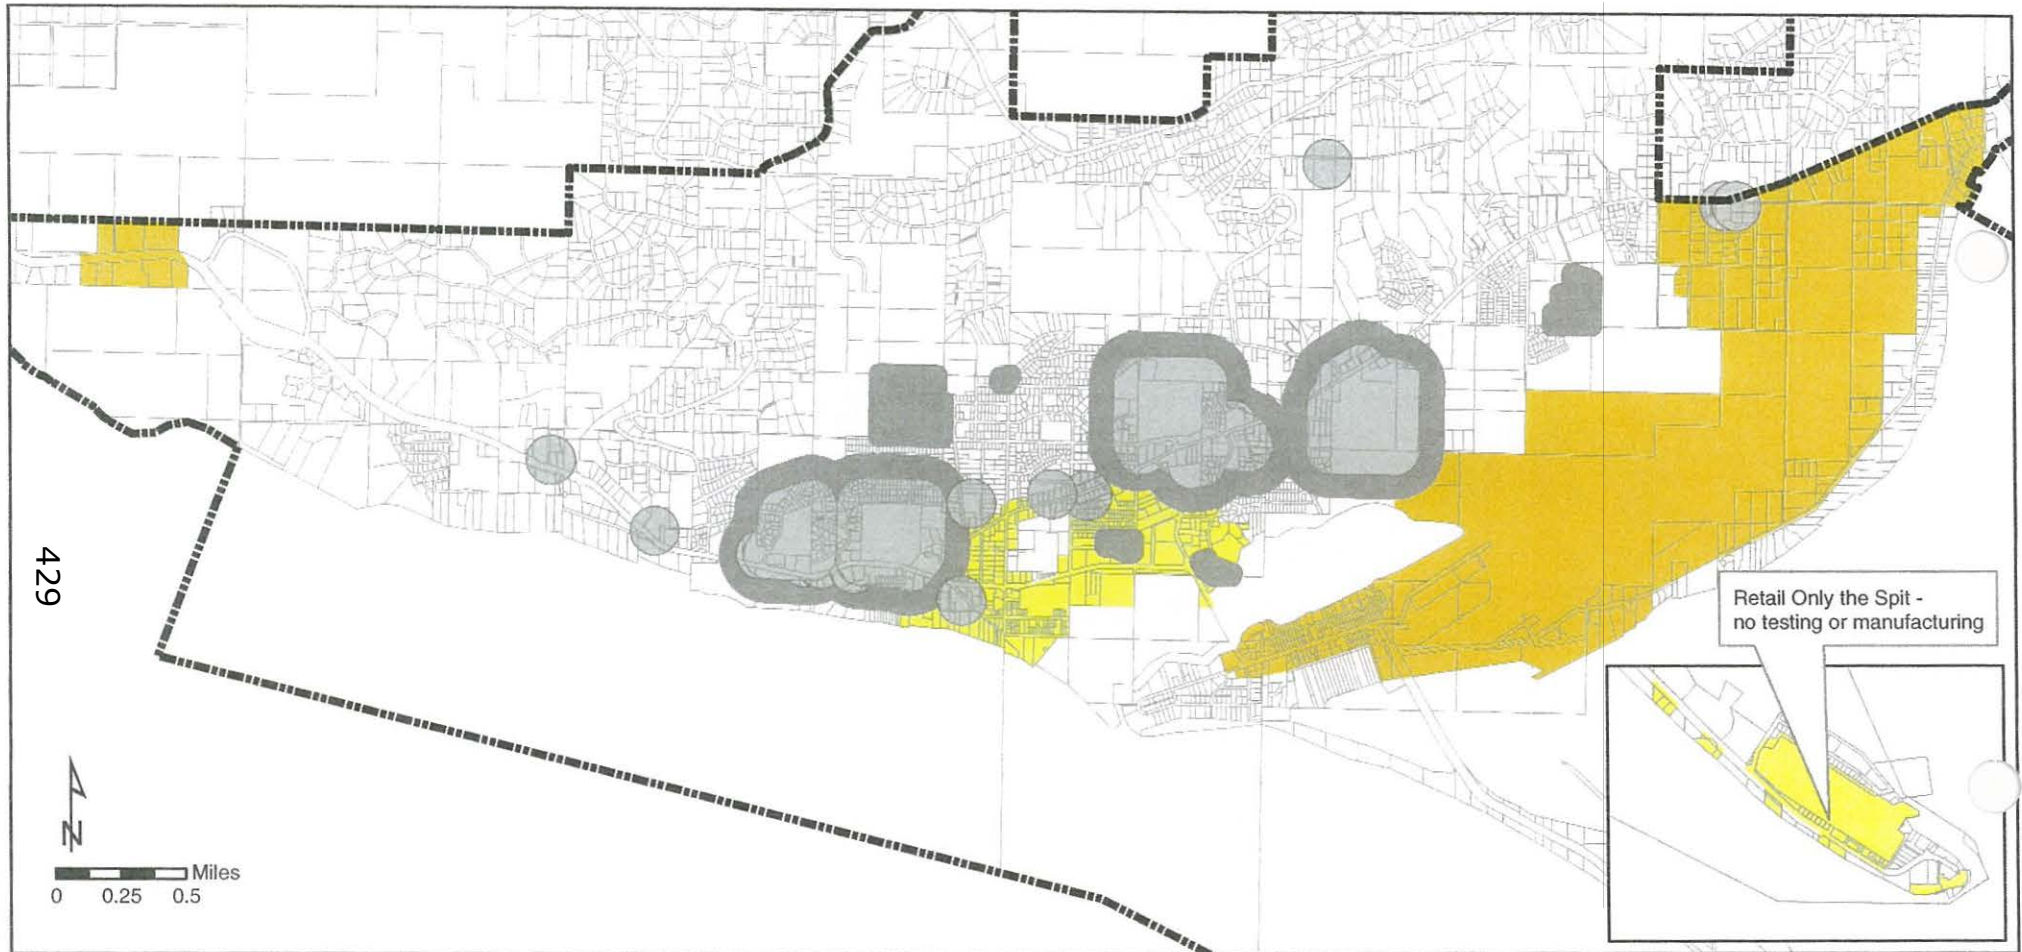 429
Retail Only the Spit -
no testing or manufacturing
N
Miles
0 0.25 0.5